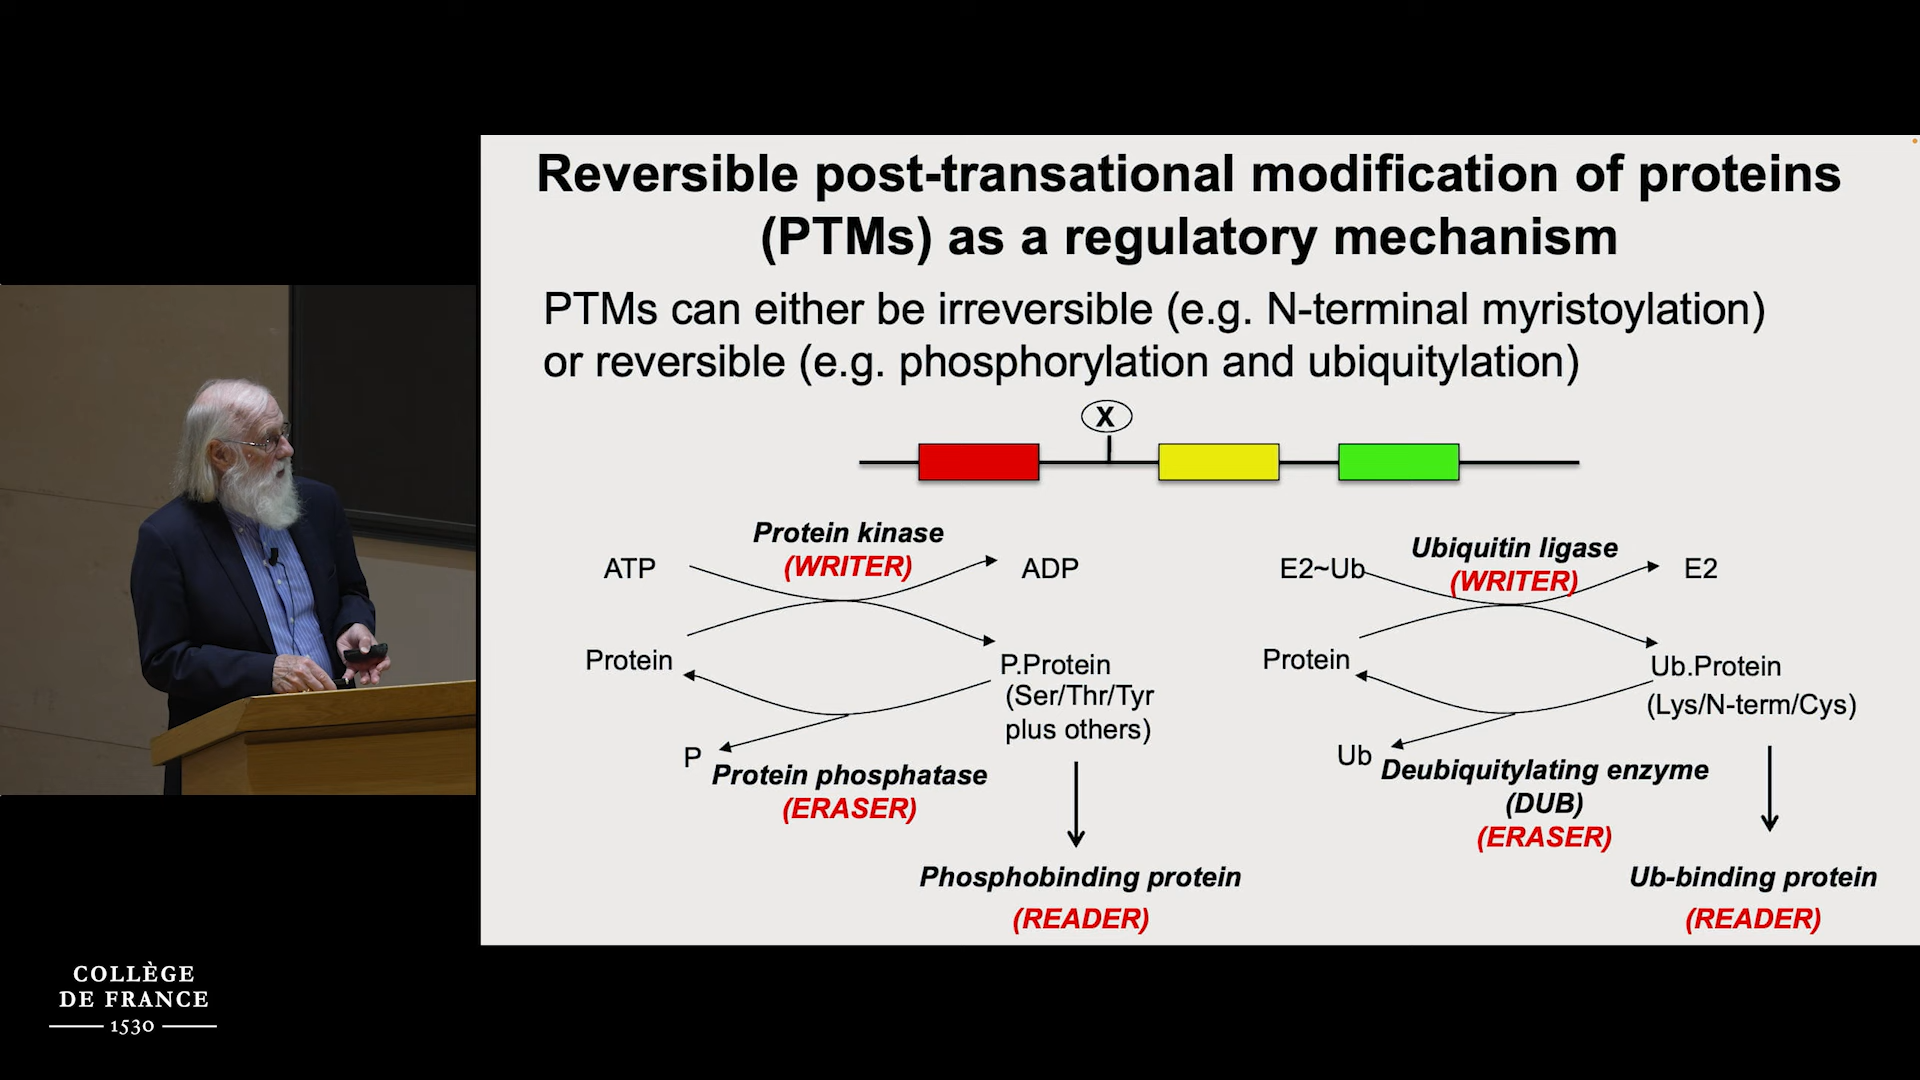 Reversible post-transational modification of proteins
(PTMs) as a regulatory mechanism
PTMs can either be irreversible (e.g. N-terminal myristoylation)
or reversible (e.g. phosphorylation and ubiquitylation)
X
Protein kinase
(WRITER)
ATP
ADP
Protein
P.Protein
(Ser/Thr/Tyr
plus others)
P
Protein phosphatase
(ERASER)
Phosphobinding protein
(READER)
Ubiquitin ligase
(WRITER)
E2~Ub
E2
Protein
Ub.Protein
(Lys/N-term/Cys)
Ub
Deubiquitylating enzyme
(DUB)
(ERASER)
Ub-binding protein
(READER)
COLLÈGE
DE FRANCE
1530